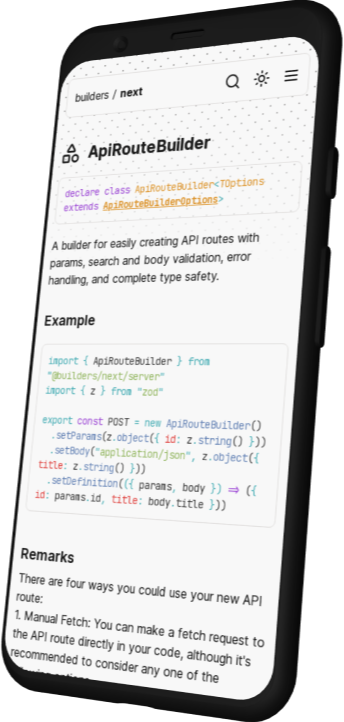 builders / next
ApiRouteBuilder
declare class ApiRouteBuilder<TOptions
extends ApiRouteBuilderOptions>
A builder for easily creating API routes with
params, search and body validation, error
handling, and complete type safety.
Example
import { ApiRouteBuilder } from
"@builders/next/server"
import { z } from "zod"
export const POST = new ApiRouteBuilder()
.setParams(z.object({ id: z.string() }))
.setBody("application/json", z.object({
title: z.string() }))
.setDefinition(({ params, body }) => ({
id: params.id, title: body.title }))
Remarks
There are four ways you could use your new API
route:
1. Manual Fetch: You can make a fetch request to
the API route directly in your code, although it's
recommended to consider any one of the